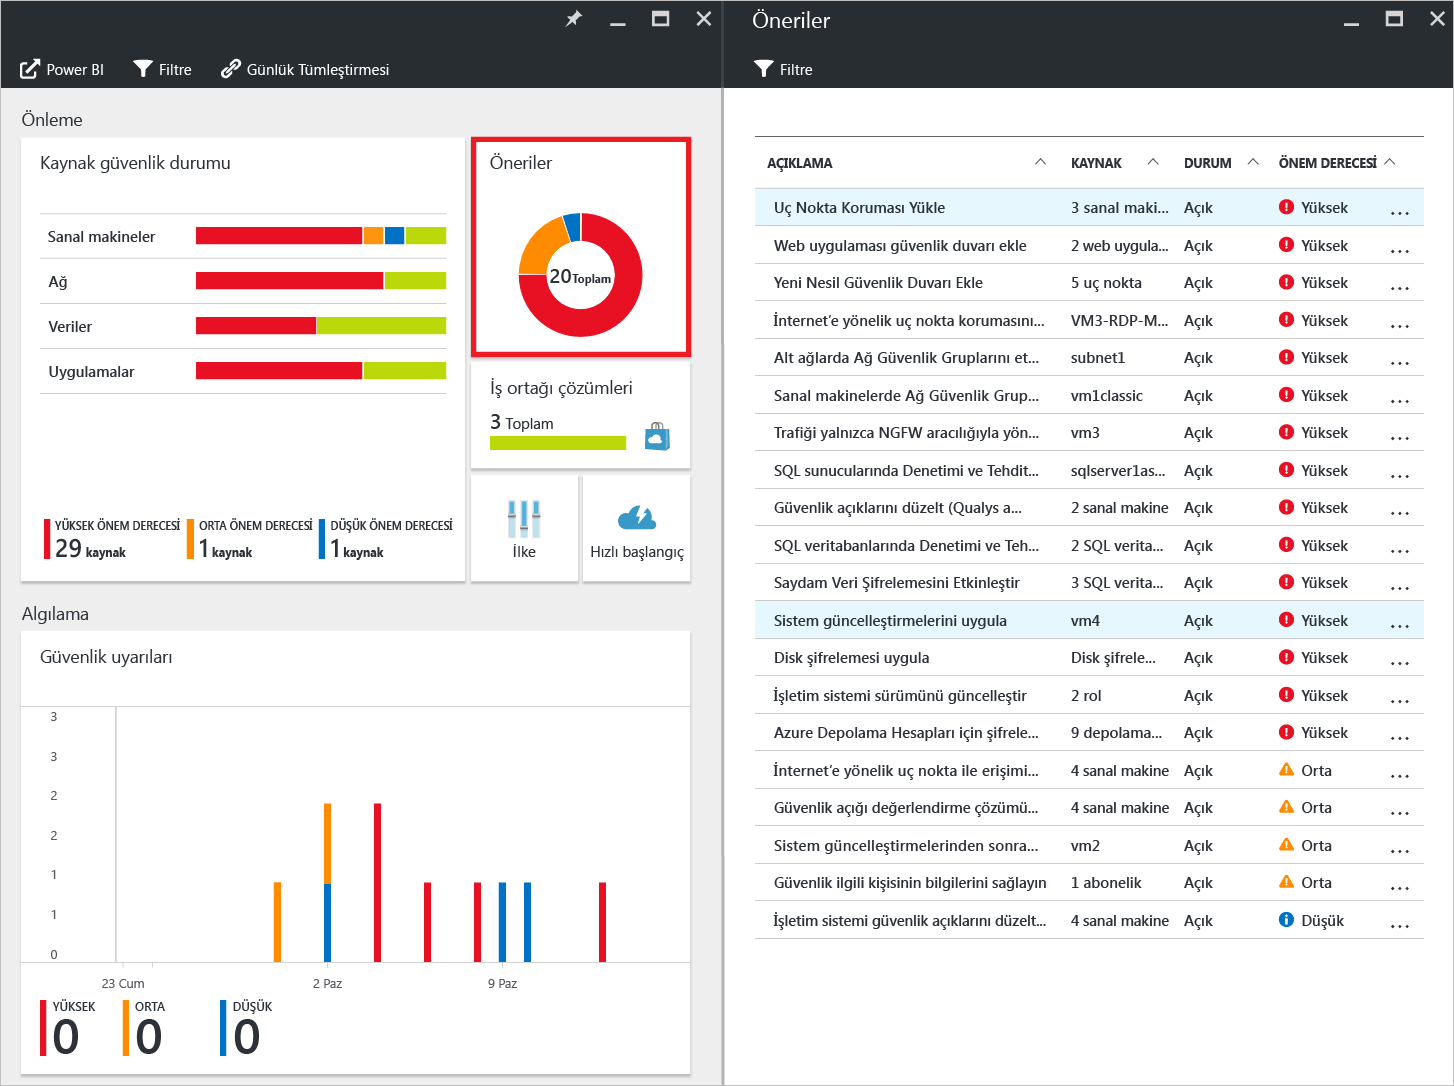 Power BI
Filtre
Günlük Tümleştirmesi
Önleme
Kaynak güvenlik durumu
Sanal makineler
Ağ
Veriler
Uygulamalar
YÜKSEK ÖNEM DERECESİ
29 kaynak
ORTA ÖNEM DERECESİ
1 kaynak
DÜŞÜK ÖNEM DERECESİ
1 kaynak
Öneriler
20 Toplam
İş ortağı çözümleri
3 Toplam
İlke
Hızlı başlangıç
Algılama
Güvenlik uyarıları
3
3
2
2
1
1
0
23 Cum
2 Paz
9 Paz
YÜKSEK
0
ORTA
0
DÜŞÜK
0
Öneriler
Filtre
AÇIKLAMA KAYNAK DURUM ÖNEM DERECESİ
Uç Nokta Koruması Yükle 3 sanal maki... Açık Yüksek ...
Web uygulaması güvenlik duvarı ekle 2 web uygula... Açık Yüksek ...
Yeni Nesil Güvenlik Duvarı Ekle 5 uç nokta Açık Yüksek ...
İnternet’e yönelik uç nokta korumasını... VM3-RDP-M... Açık Yüksek ...
Alt ağlarda Ağ Güvenlik Gruplarını et... subnet1 Açık Yüksek ...
Sanal makinelerde Ağ Güvenlik Grup... vm1classic Açık Yüksek ...
Trafiği yalnızca NGFW aracılığıyla yön... vm3 Açık Yüksek ...
SQL sunucularında Denetimi ve Tehdit... sqlserver1as... Açık Yüksek ...
Güvenlik açıklarını düzelt (Qualys a... 2 sanal makine Açık Yüksek ...
SQL veritabanlarında Denetimi ve Teh... 2 SQL verita... Açık Yüksek ...
Saydam Veri Şifrelemesini Etkinleştir 3 SQL verita... Açık Yüksek ...
Sistem güncelleştirmelerini uygula vm4 Açık Yüksek ...
Disk şifrelemesi uygula Disk şifrele... Açık Yüksek ...
İşletim sistemi sürümünü güncelleştir 2 rol Açık Yüksek ...
Azure Depolama Hesapları için şifrele... 9 depolama... Açık Yüksek ...
İnternet’e yönelik uç nokta ile erişimi... 4 sanal makine Açık Orta ...
Güvenlik açığı değerlendirme çözümü... 4 sanal makine Açık Orta ...
Sistem güncelleştirmelerinden sonra... vm2 Açık Orta ...
Güvenlik ilgili kişisinin bilgilerini sağlayın 1 abonelik Açık Orta ...
İşletim sistemi güvenlik açıklarını düzelt... 4 sanal makine Açık Düşük ...